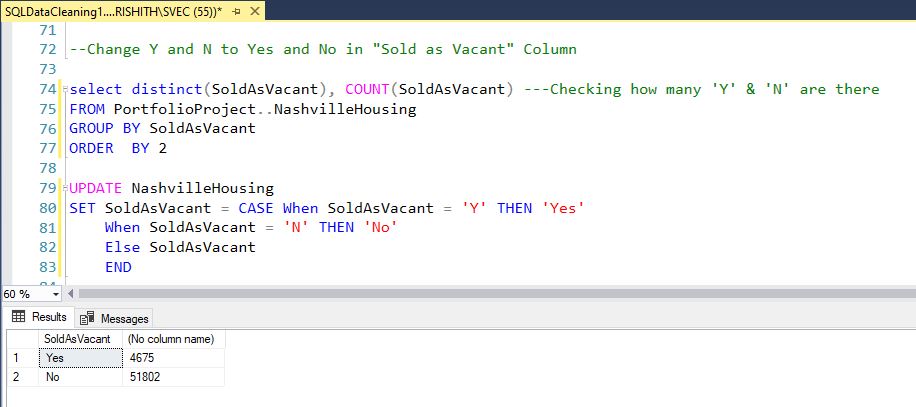 SQLDataCleaning1....RISHITH\SVEC (55))*
71
72 --Change Y and N to Yes and No in "Sold as Vacant" Column
73
74 select distinct(SoldAsVacant), COUNT(SoldAsVacant) ---Checking how many 'Y' & 'N' are there
75 FROM PortfolioProject..NashvilleHousing
76 GROUP BY SoldAsVacant
77 ORDER  BY 2
78
79 UPDATE NashvilleHousing
80 SET SoldAsVacant = CASE When SoldAsVacant = 'Y' THEN 'Yes'
81     When SoldAsVacant = 'N' THEN 'No'
82     Else SoldAsVacant
83     END
60 %
Results Messages
SoldAsVacant (No column name)
1 Yes 4675
2 No 51802